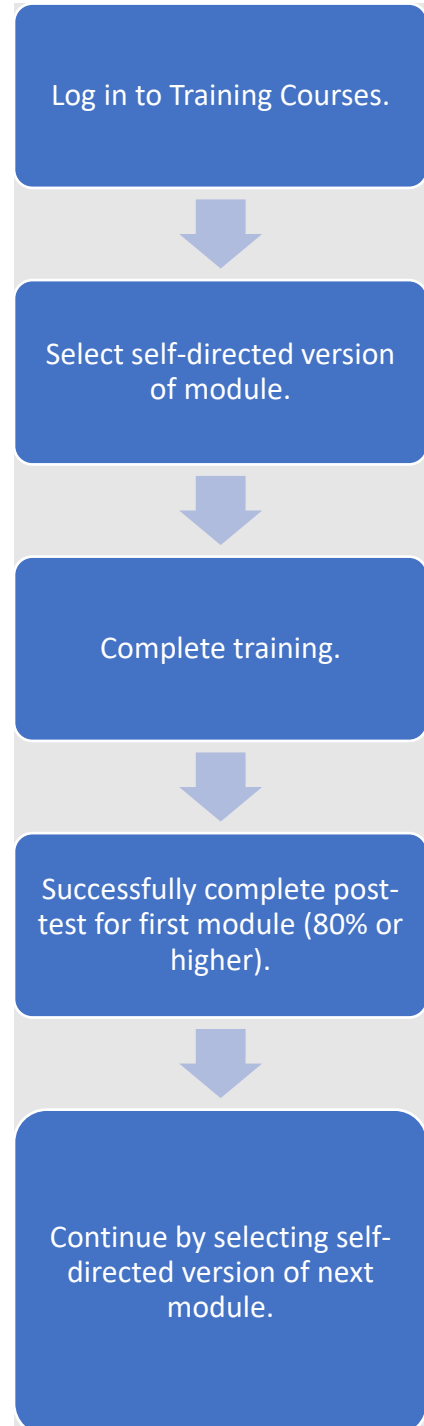 Log in to Training Courses.
Select self-directed version
of module.
Complete training.
Successfully complete post-
test for first module (80% or
higher).
Continue by selecting self-
directed version of next
module.